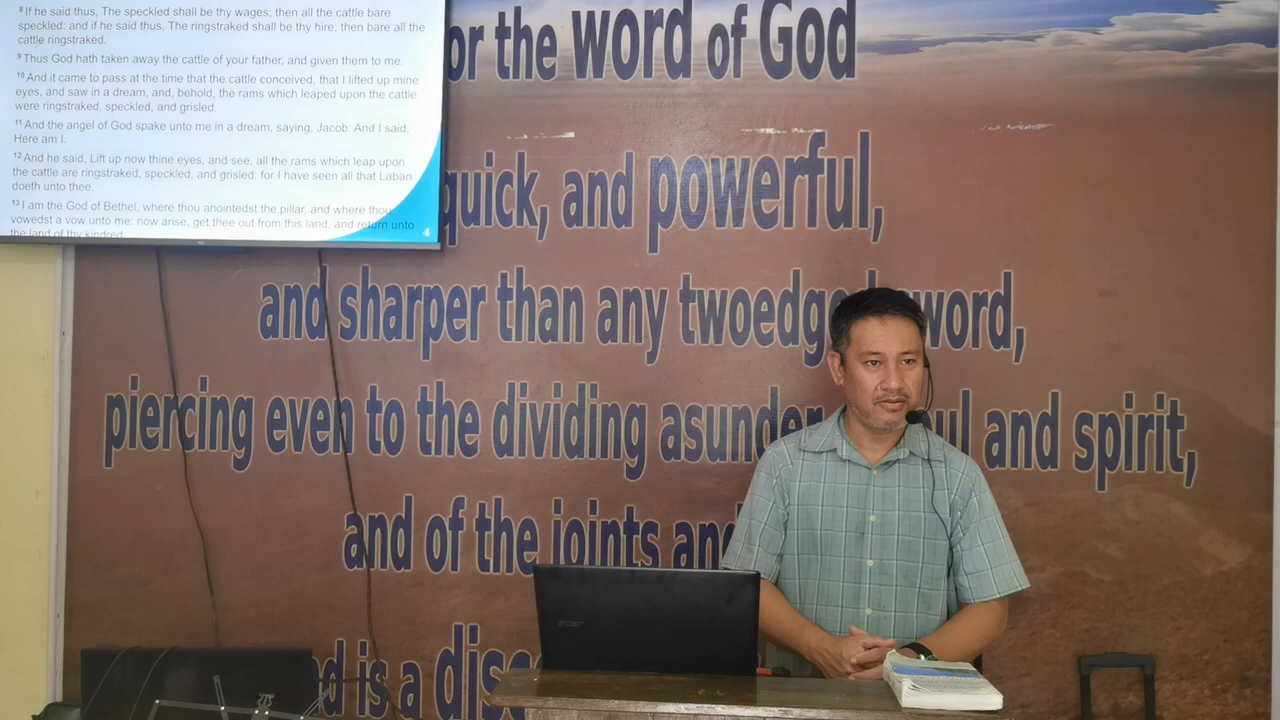 8 If he said thus, The speckled shall be thy wages; then all the cattle bare
speckled: and if he said thus, The ringstraked shall be thy hire; then bare all the
cattle ringstraked.
9 Thus God hath taken away the cattle of your father, and given them to me.
10 And it came to pass at the time that the cattle conceived, that I lifted up mine
eyes, and saw in a dream, and, behold, the rams which leaped upon the cattle
were ringstraked, speckled, and grisled.
11 And the angel of God spake unto me in a dream, saying, Jacob: And I said,
Here am I.
12 And he said, Lift up now thine eyes, and see, all the rams which leap upon
the cattle are ringstraked, speckled, and grisled: for I have seen all that Laban
doeth unto thee.
13 I am the God of Bethel, where thou anointedst the pillar, and where thou
vowedst a vow unto me: now arise, get thee out from this land, and return unto
the land of thy kindred
4
or the word of God
quick, and powerful,
and sharper than any twoedged sword,
piercing even to the dividing asunder soul and spirit,
and of the joints and
is a